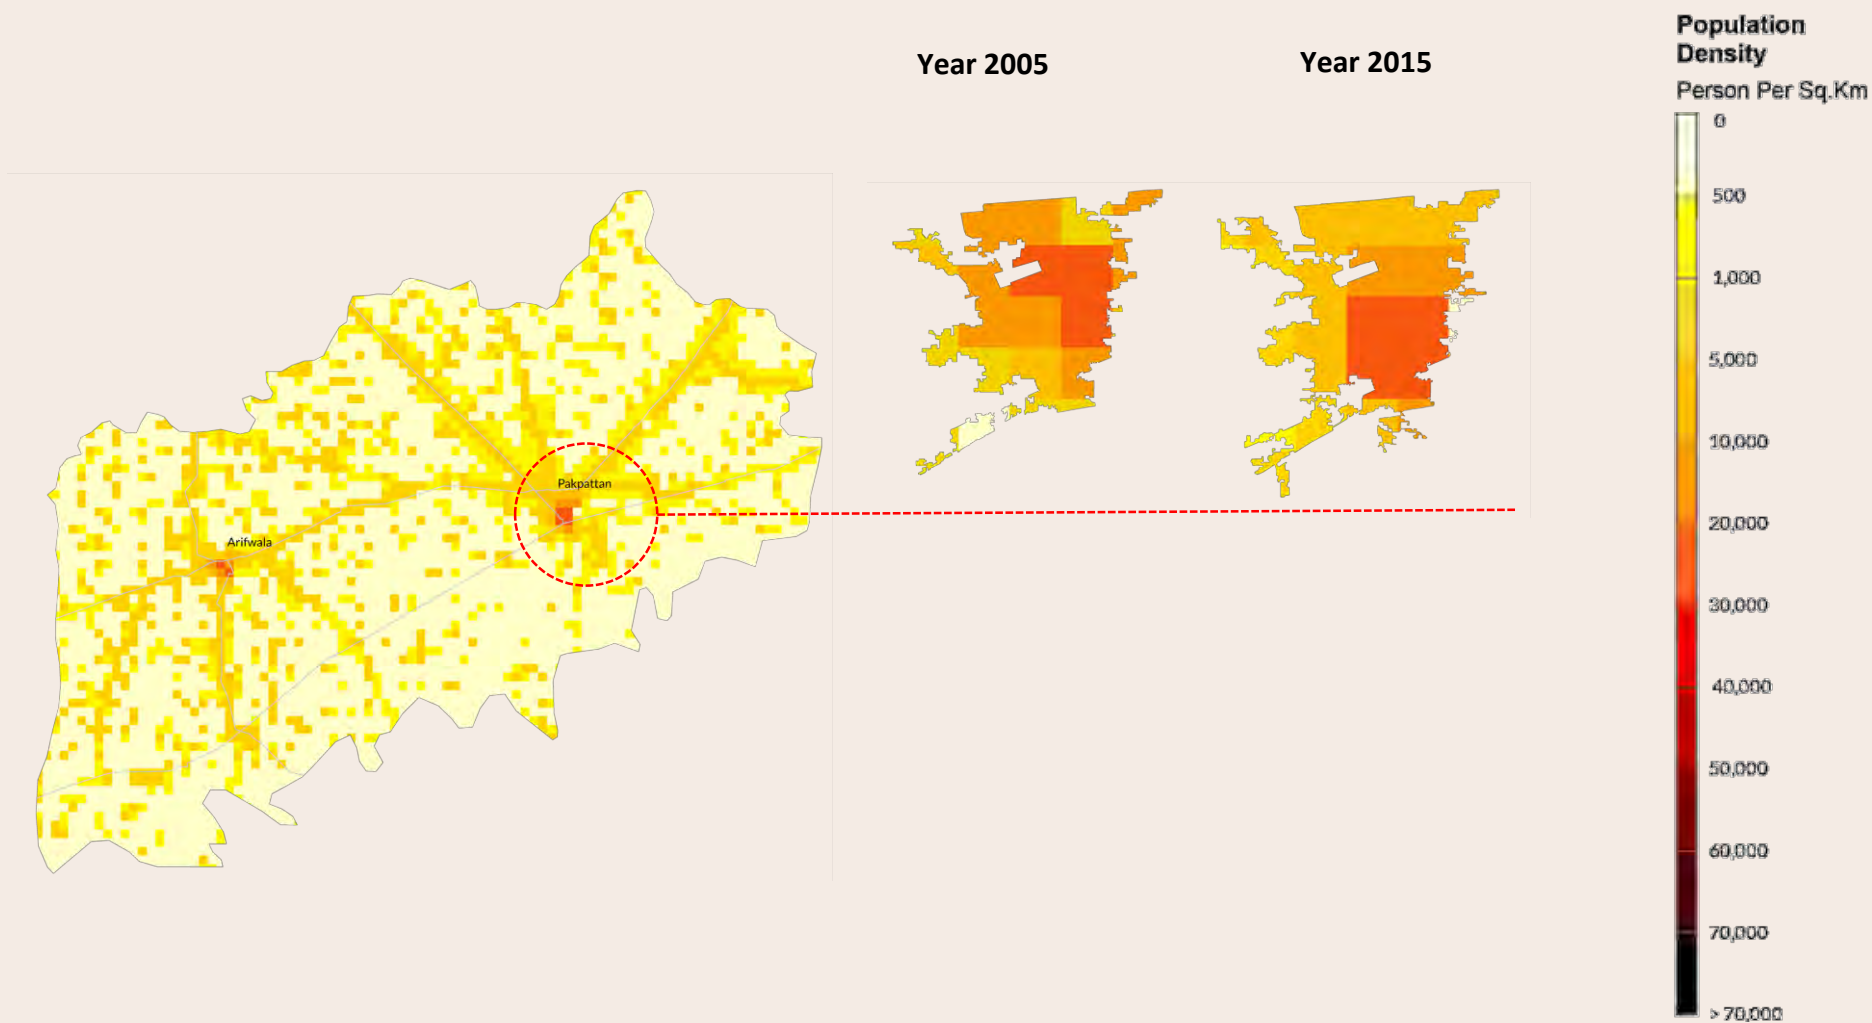 Year 2005
Year 2015
Population
Density
Person Per Sq.Km
0
500
1,000
5,000
10,000
20,000
30,000
40,000
50,000
60,000
70,000
> 70,000
Pakpattan
Arifwala